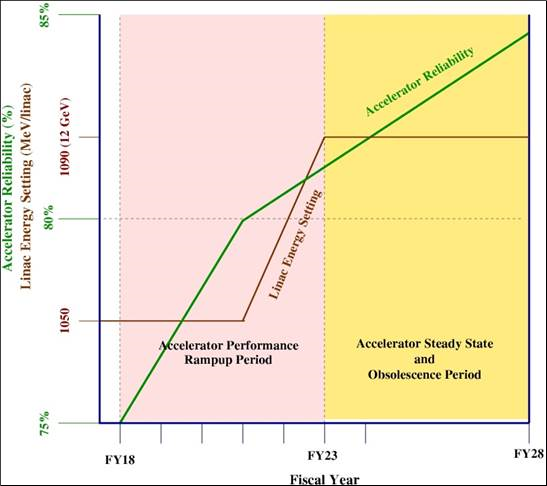 85%
80%
75%
Accelerator Reliability (%)
Linac Energy Setting (MeV/linac)
1090 (12 GeV)
1050
Accelerator Reliability
Linac Energy Setting
Accelerator Performance
Rampup Period
Accelerator Steady State
and
Obsolescence Period
FY18
FY23
FY28
Fiscal Year